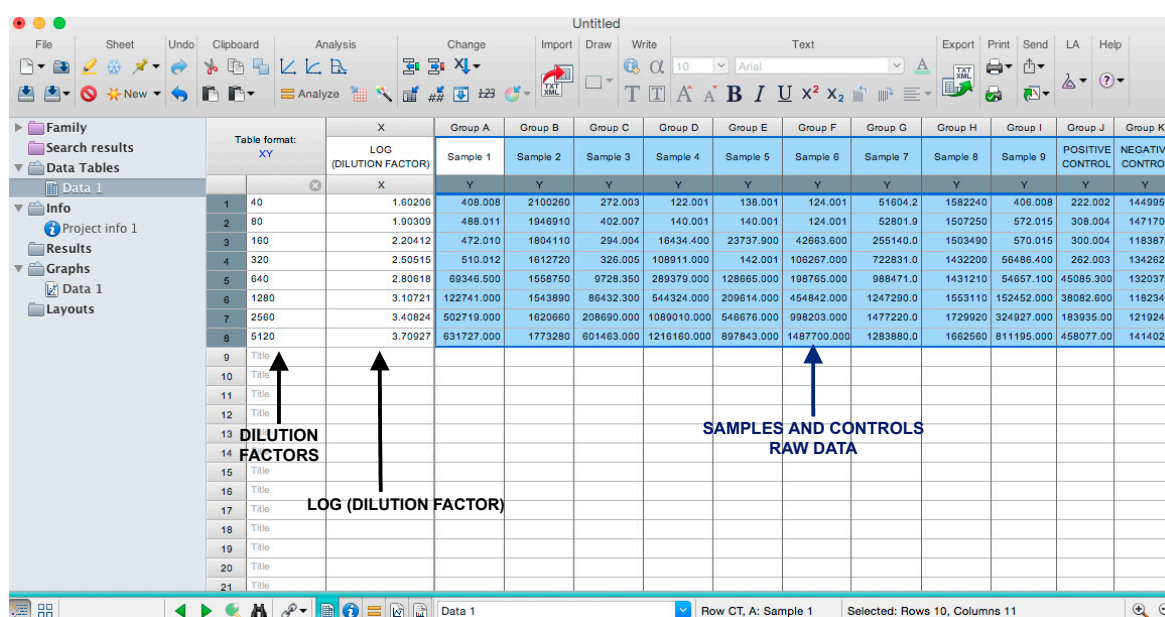 Untitled
File Sheet Undo Clipboard Analysis Change Import Draw Write Text Export Print Send LA Help
New Analyze 123 TXT XML α 10 Arial TXT XML
T T A A B I U X² X₂
Family
Search results
Data Tables
Data 1
Info
Project info 1
Results
Graphs
Data 1
Layouts
Table format:
XY
X Group A Group B Group C Group D Group E Group F Group G Group H Group I Group J Group K
LOG
(DILUTION FACTOR) Sample 1 Sample 2 Sample 3 Sample 4 Sample 5 Sample 6 Sample 7 Sample 8 Sample 9 POSITIVE CONTROL NEGATIV CONTRO
X Y Y Y Y Y Y Y Y Y Y Y
1 40 1.60206 408.008 2100260 272.003 122.001 138.001 124.001 51604.2 1582240 406.008 222.002 144995
2 80 1.90309 488.011 1946910 402.007 140.001 140.001 124.001 52801.9 1507250 572.015 308.004 147170
3 160 2.20412 472.010 1804110 294.004 16434.400 23737.900 42663.600 255140.0 1503490 570.015 300.004 118387
4 320 2.50515 510.012 1612720 326.005 108911.000 142.001 106267.000 722831.0 1432200 56486.400 262.003 134262
5 640 2.80618 69346.500 1558750 9728.350 289379.000 128665.000 198765.000 988471.0 1431210 54657.100 45085.300 132037
6 1280 3.10721 122741.000 1543890 86432.300 544324.000 209614.000 454842.000 1247290.0 1553110 152452.000 38082.600 118234
7 2560 3.40824 502719.000 1620660 208690.000 1089010.000 546676.000 998203.000 1477220.0 1729920 324927.000 183935.00 121924
8 5120 3.70927 631727.000 1773280 601463.000 1216160.000 897843.000 1487700.000 1283880.0 1662560 811195.000 458077.00 141402
9 Title
10 Title
11 Title
12 Title
13
14
15 Title
16 Title
17 Title
18 Title
19 Title
20 Title
21 Title
DILUTION
FACTORS
LOG (DILUTION FACTOR)
SAMPLES AND CONTROLS
RAW DATA
Data 1 Row CT, A: Sample 1 Selected: Rows 10, Columns 11